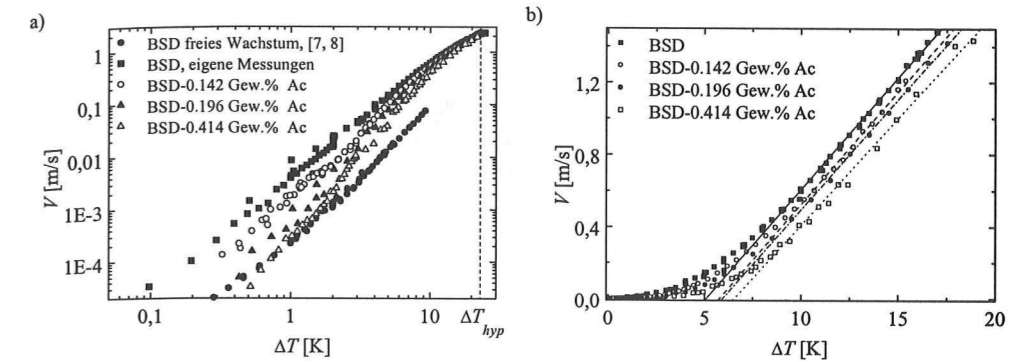 a)
BSD freies Wachstum, [7, 8]
BSD, eigene Messungen
BSD-0.142 Gew.% Ac
BSD-0.196 Gew.% Ac
BSD-0.414 Gew.% Ac
V [m/s]
1
0,1
0,01
1E-3
1E-4
0,1
1
10
ΔT hyp
ΔT [K]
b)
BSD
BSD-0.142 Gew.% Ac
BSD-0.196 Gew.% Ac
BSD-0.414 Gew.% Ac
V [m/s]
1,2
0,8
0,4
0,0
0
5
10
15
20
ΔT [K]